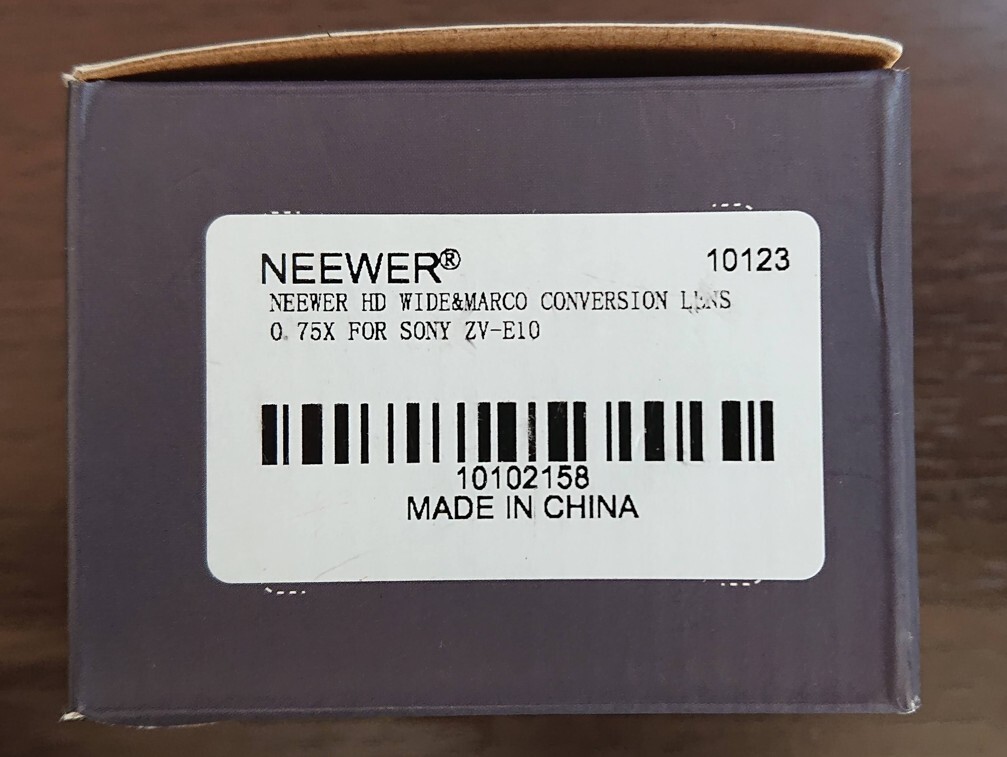 NEEWER® 10123
NEEWER HD WIDE&MARCO CONVERSION LENS
0.75X FOR SONY ZV-E10
10102158
MADE IN CHINA